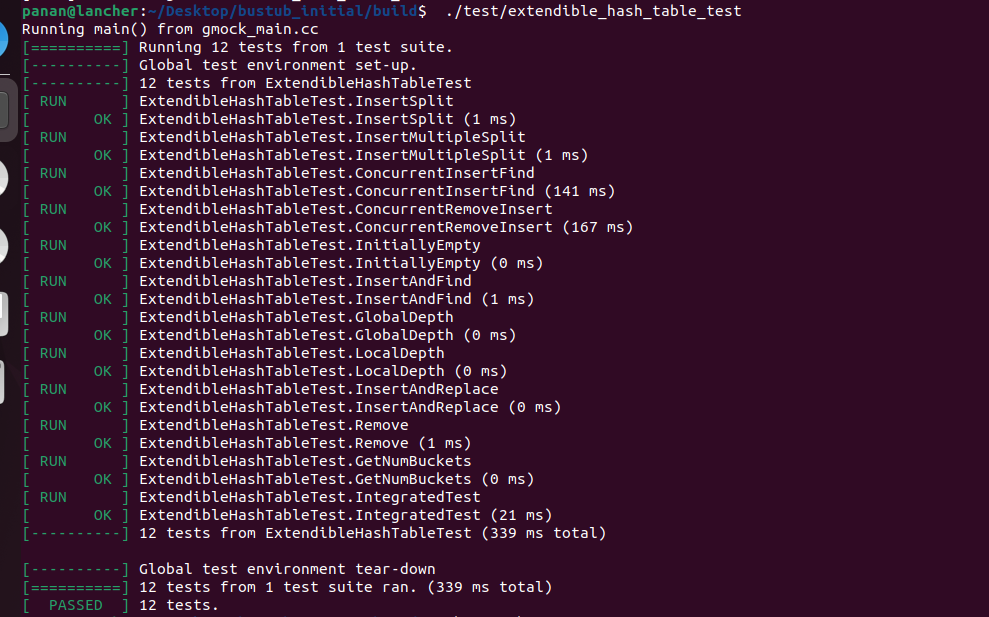 panan@lancher:~/Desktop/bustub_initial/build$  ./test/extendible_hash_table_test
Running main() from gmock_main.cc
[==========] Running 12 tests from 1 test suite.
[----------] Global test environment set-up.
[----------] 12 tests from ExtendibleHashTableTest
[ RUN      ] ExtendibleHashTableTest.InsertSplit
[       OK ] ExtendibleHashTableTest.InsertSplit (1 ms)
[ RUN      ] ExtendibleHashTableTest.InsertMultipleSplit
[       OK ] ExtendibleHashTableTest.InsertMultipleSplit (1 ms)
[ RUN      ] ExtendibleHashTableTest.ConcurrentInsertFind
[       OK ] ExtendibleHashTableTest.ConcurrentInsertFind (141 ms)
[ RUN      ] ExtendibleHashTableTest.ConcurrentRemoveInsert
[       OK ] ExtendibleHashTableTest.ConcurrentRemoveInsert (167 ms)
[ RUN      ] ExtendibleHashTableTest.InitiallyEmpty
[       OK ] ExtendibleHashTableTest.InitiallyEmpty (0 ms)
[ RUN      ] ExtendibleHashTableTest.InsertAndFind
[       OK ] ExtendibleHashTableTest.InsertAndFind (1 ms)
[ RUN      ] ExtendibleHashTableTest.GlobalDepth
[       OK ] ExtendibleHashTableTest.GlobalDepth (0 ms)
[ RUN      ] ExtendibleHashTableTest.LocalDepth
[       OK ] ExtendibleHashTableTest.LocalDepth (0 ms)
[ RUN      ] ExtendibleHashTableTest.InsertAndReplace
[       OK ] ExtendibleHashTableTest.InsertAndReplace (0 ms)
[ RUN      ] ExtendibleHashTableTest.Remove
[       OK ] ExtendibleHashTableTest.Remove (1 ms)
[ RUN      ] ExtendibleHashTableTest.GetNumBuckets
[       OK ] ExtendibleHashTableTest.GetNumBuckets (0 ms)
[ RUN      ] ExtendibleHashTableTest.IntegratedTest
[       OK ] ExtendibleHashTableTest.IntegratedTest (21 ms)
[----------] 12 tests from ExtendibleHashTableTest (339 ms total)
[----------] Global test environment tear-down
[==========] 12 tests from 1 test suite ran. (339 ms total)
[  PASSED  ] 12 tests.